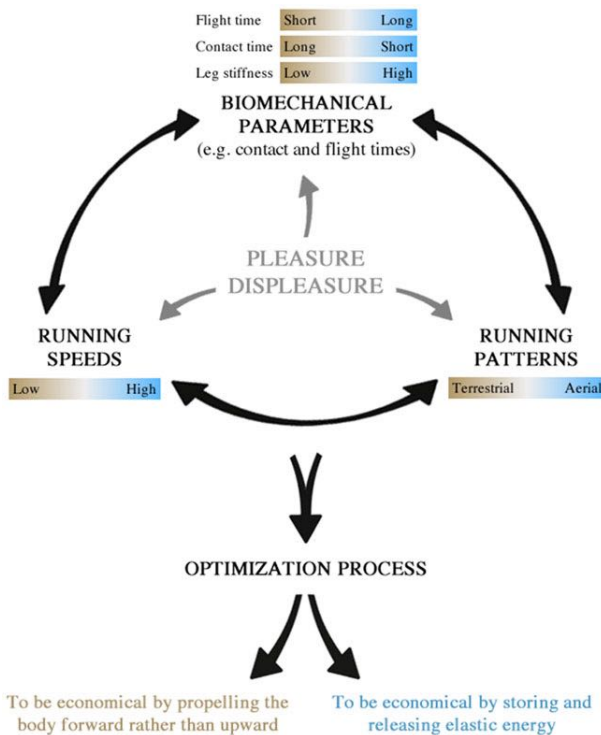 Flight time Short Long
Contact time Long Short
Leg stiffness Low High
BIOMECHANICAL
PARAMETERS
(e.g. contact and flight times)
PLEASURE
DISPLEASURE
RUNNING
SPEEDS
Low High
RUNNING
PATTERNS
Terrestrial Aerial
OPTIMIZATION PROCESS
To be economical by propelling the
body forward rather than upward
To be economical by storing and
releasing elastic energy